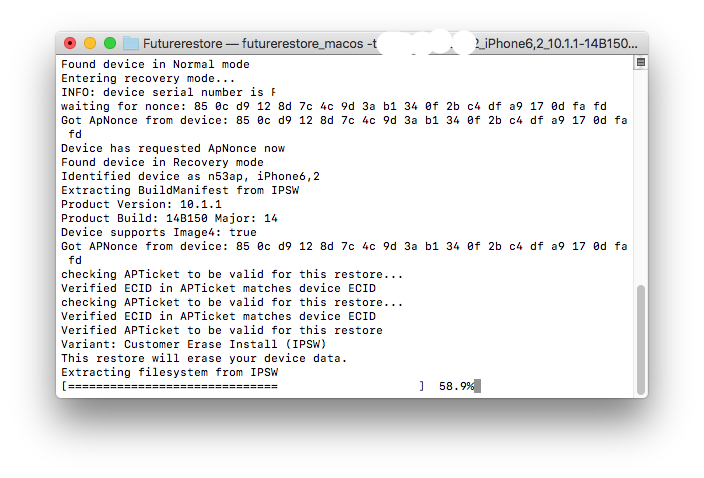 Futurerestore — futurerestore_macos -t 2_iPhone6,2_10.1.1-14B150...
Found device in Normal mode
Entering recovery mode...
INFO: device serial number is F
waiting for nonce: 85 0c d9 12 8d 7c 4c 9d 3a b1 34 0f 2b c4 df a9 17 0d fa fd
Got ApNonce from device: 85 0c d9 12 8d 7c 4c 9d 3a b1 34 0f 2b c4 df a9 17 0d fa
fd
Device has requested ApNonce now
Found device in Recovery mode
Identified device as n53ap, iPhone6,2
Extracting BuildManifest from IPSW
Product Version: 10.1.1
Product Build: 14B150 Major: 14
Device supports Image4: true
Got APNonce from device: 85 0c d9 12 8d 7c 4c 9d 3a b1 34 0f 2b c4 df a9 17 0d fa
fd
checking APTicket to be valid for this restore...
Verified ECID in APTicket matches device ECID
checking APTicket to be valid for this restore...
Verified ECID in APTicket matches device ECID
Verified APTicket to be valid for this restore
Variant: Customer Erase Install (IPSW)
This restore will erase your device data.
Extracting filesystem from IPSW
[==============================                    ]  58.9%